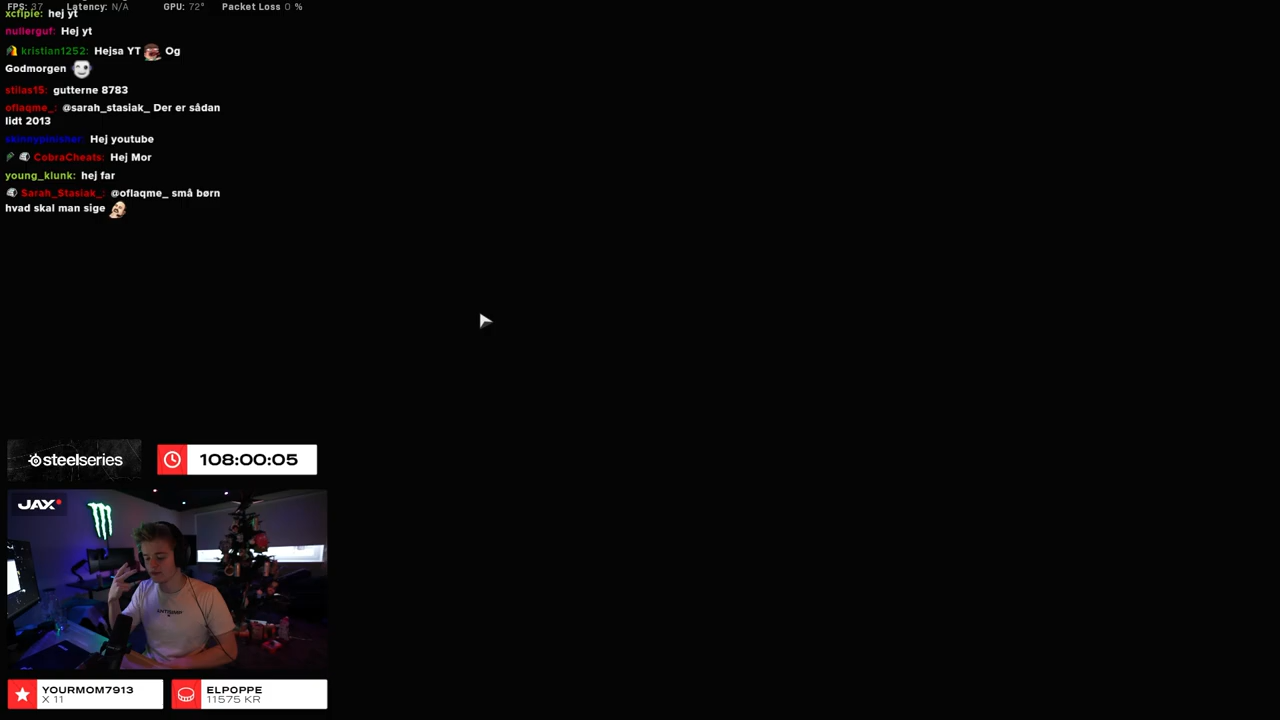 FPS: 37 Latency: N/A GPU: 72° Packet Loss 0 %
xcfipie: hej yt
nullerguf: Hej yt
kristian1252: Hejsa YT Og
Godmorgen
stiias15: gutterne 8783
oflaqme_: @sarah_stasiak_ Der er sådan
lidt 2013
Hej youtube
CobraCheats: Hej Mor
young_klunk: hej far
Sarah_Stasiak_: @oflaqme_ små børn
hvad skal man sige
steelseries
108:00:05
JAX
YOURMOM7913
X 11
ELPOPPE
11575 KR